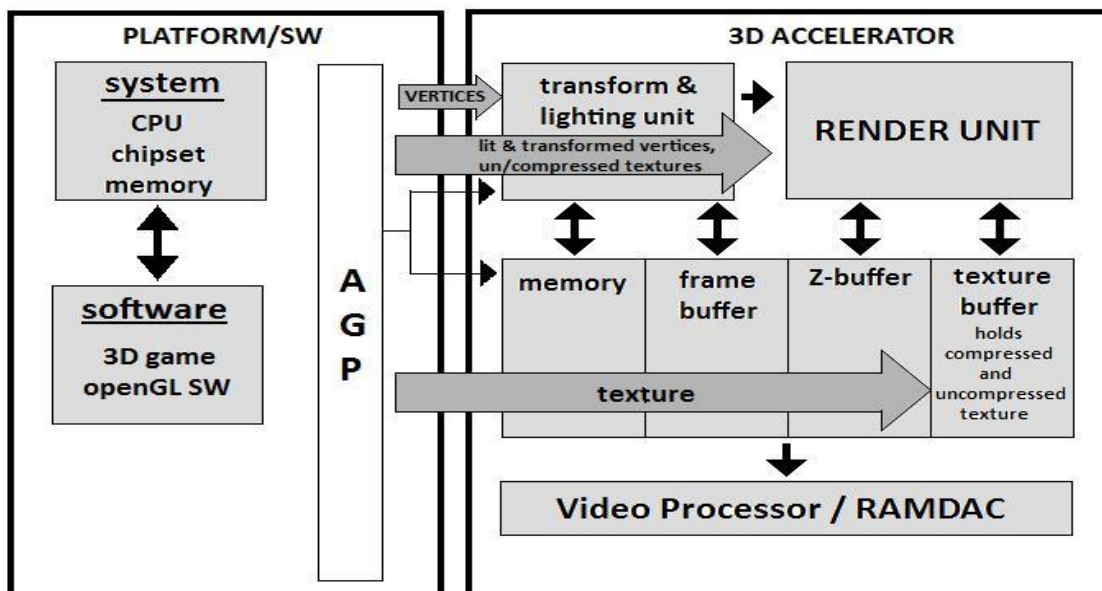 PLATFORM/SW
system
CPU
chipset
memory
software
3D game
openGL SW
A
G
P
3D ACCELERATOR
VERTICES
transform &
lighting unit
lit & transformed vertices,
un/compressed textures
RENDER UNIT
memory
frame
buffer
Z-buffer
texture
buffer
holds
compressed
and
uncompressed
texture
texture
Video Processor / RAMDAC